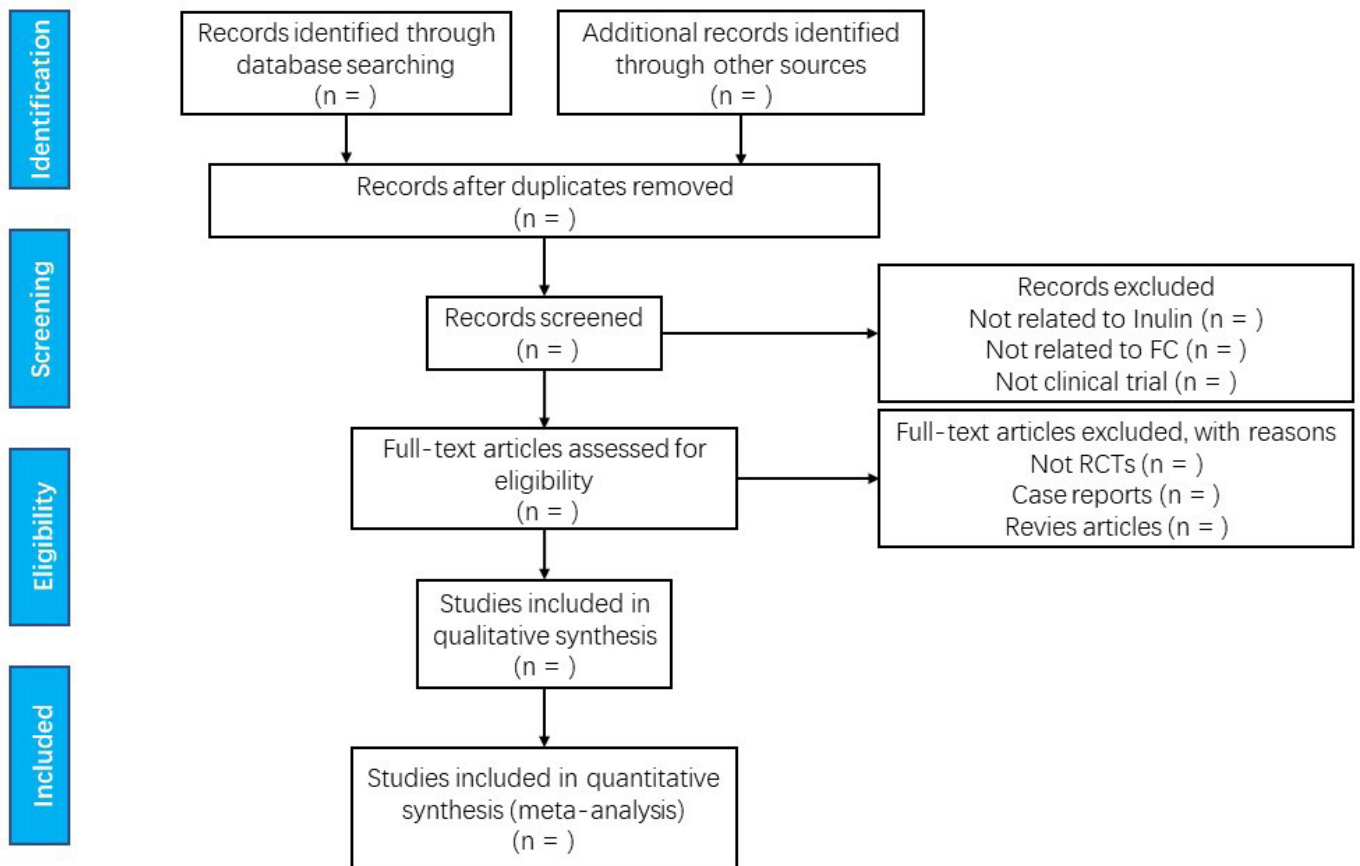 Identification
Records identified through
database searching
(n = )
Additional records identified
through other sources
(n = )
Records after duplicates removed
(n = )
Screening
Records screened
(n = )
Records excluded
Not related to Inulin (n = )
Not related to FC (n = )
Not clinical trial (n = )
Eligibility
Full-text articles assessed for
eligibility
(n = )
Full-text articles excluded, with reasons
Not RCTs (n = )
Case reports (n = )
Revies articles (n = )
Studies included in
qualitative synthesis
(n = )
Included
Studies included in quantitative
synthesis (meta-analysis)
(n = )